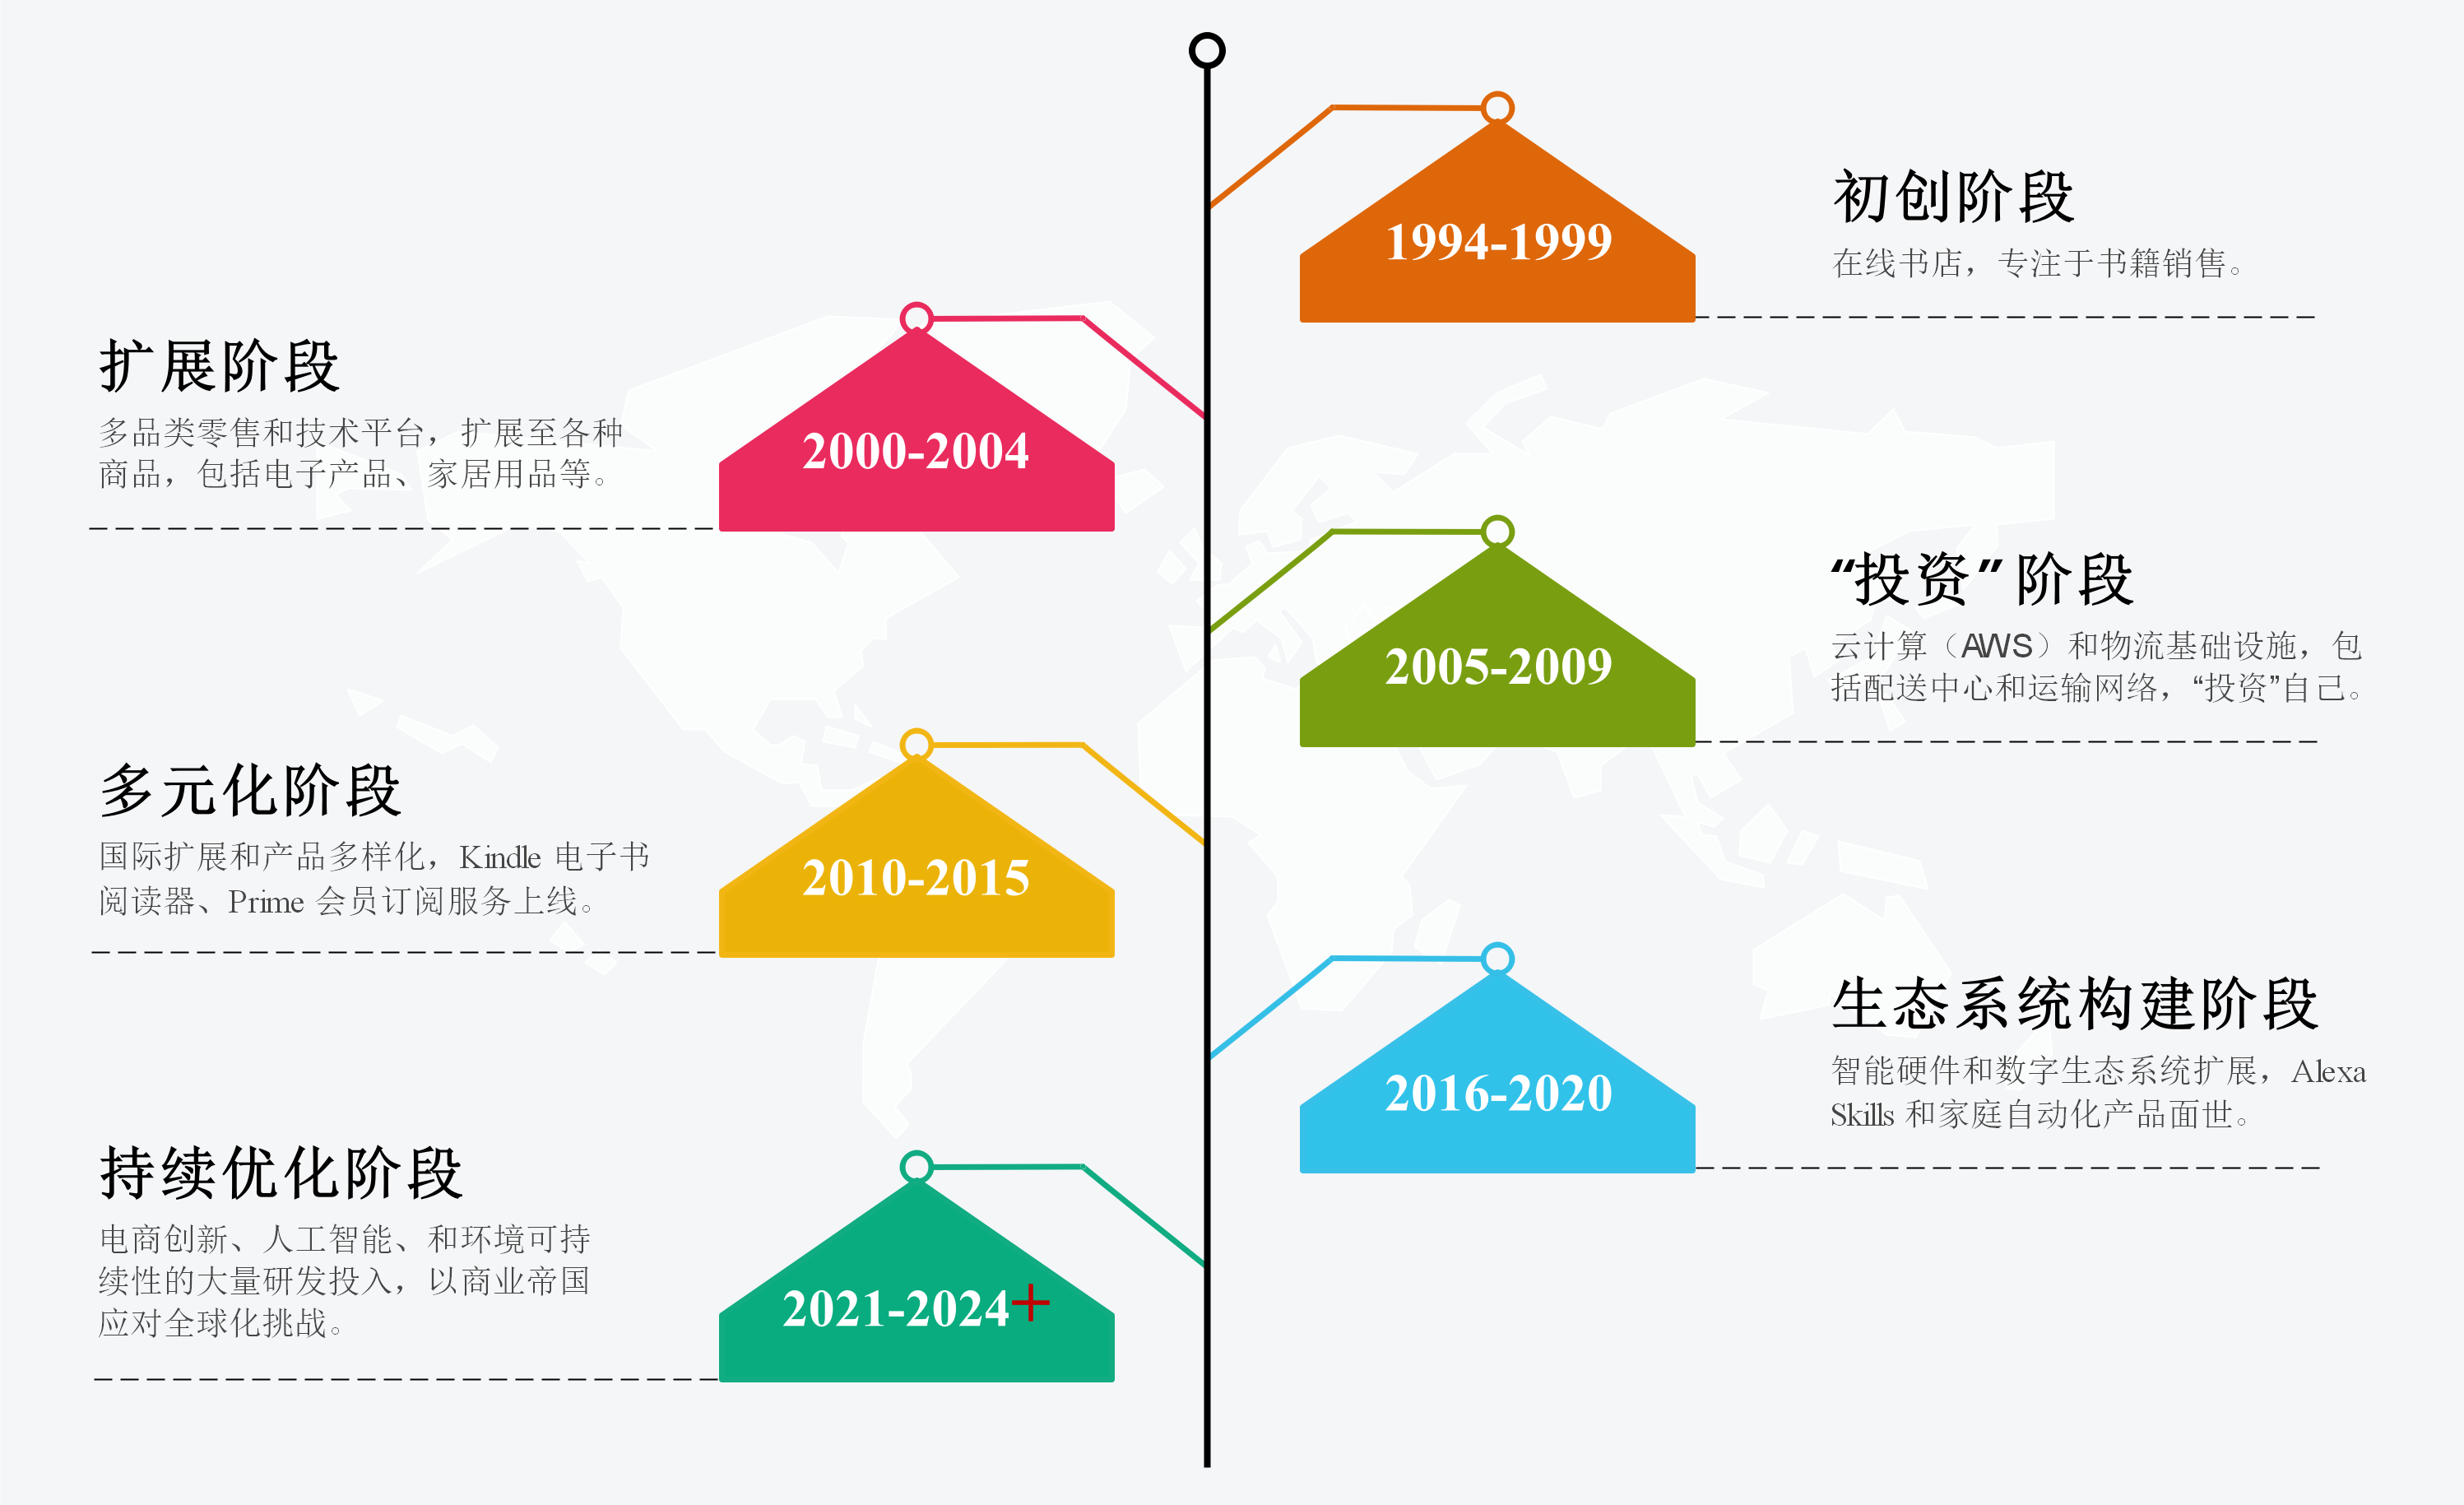 1994-1999
初创阶段
在线书店，专注于书籍销售。
扩展阶段
多品类零售和技术平台，扩展至各种
商品，包括电子产品、家居用品等。
2000-2004
2005-2009
“投资”阶段
云计算（AWS）和物流基础设施，包
括配送中心和运输网络，“投资”自己。
多元化阶段
国际扩展和产品多样化，Kindle 电子书
阅读器、Prime 会员订阅服务上线。
2010-2015
2016-2020
生态系统构建阶段
智能硬件和数字生态系统扩展，Alexa
Skills 和家庭自动化产品面世。
持续优化阶段
电商创新、人工智能、和环境可持
续性的大量研发投入，以商业帝国
应对全球化挑战。
2021-2024+